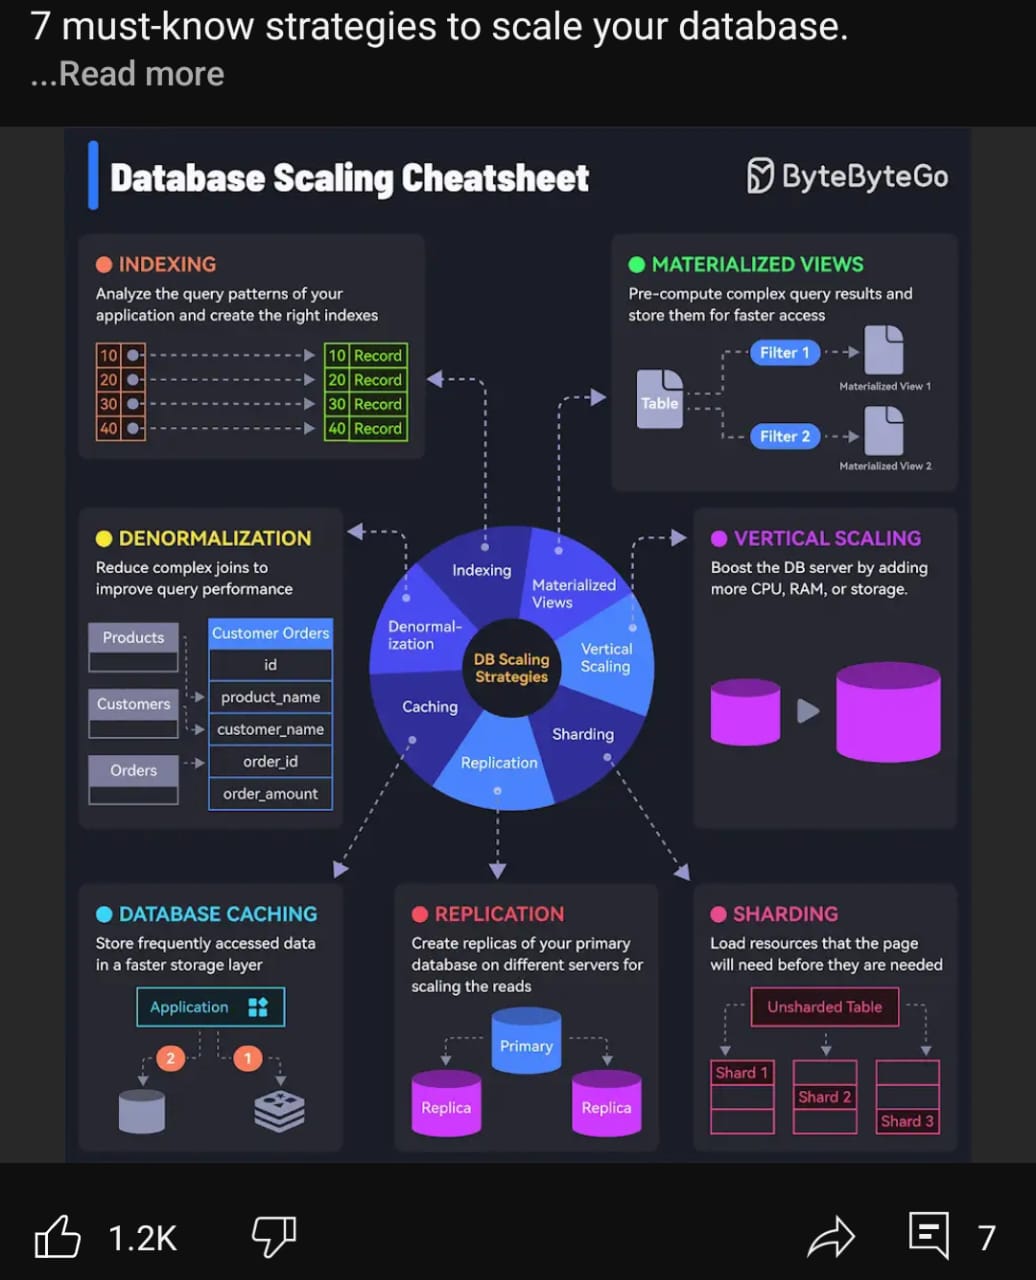 7 must-know strategies to scale your database.
...Read more
Database Scaling Cheatsheet
ByteByteGo
INDEXING
Analyze the query patterns of your
application and create the right indexes
10
20
30
40
10 Record
20 Record
30 Record
40 Record
MATERIALIZED VIEWS
Pre-compute complex query results and
store them for faster access
Table
Filter 1
Materialized View 1
Filter 2
Materialized View 2
DENORMALIZATION
Reduce complex joins to
improve query performance
Products
Customers
Orders
Customer Orders
id
product_name
customer_name
order_id
order_amount
Indexing
Materialized
Views
Denormal-
ization
Vertical
Scaling
DB Scaling
Strategies
Caching
Sharding
Replication
VERTICAL SCALING
Boost the DB server by adding
more CPU, RAM, or storage.
DATABASE CACHING
Store frequently accessed data
in a faster storage layer
Application
2
1
REPLICATION
Create replicas of your primary
database on different servers for
scaling the reads
Primary
Replica
Replica
SHARDING
Load resources that the page
will need before they are needed
Unsharded Table
Shard 1
Shard 2
Shard 3
1.2K
7